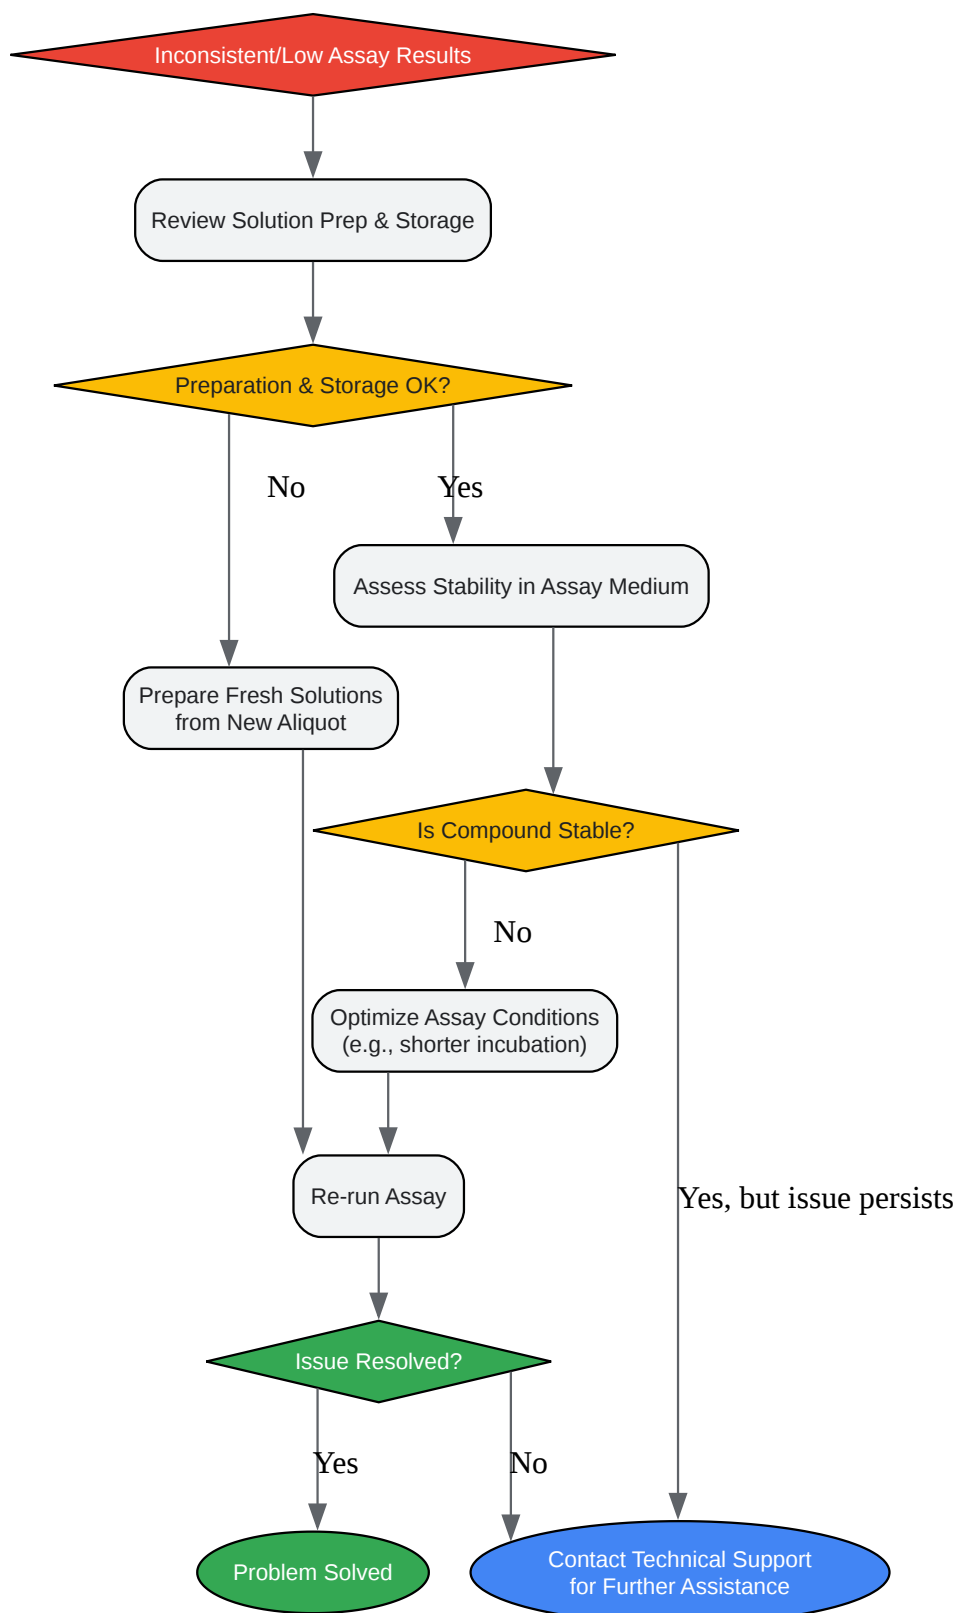 Inconsistent/Low Assay Results
Review Solution Prep & Storage
Preparation & Storage OK?
No
Yes
Assess Stability in Assay Medium
Prepare Fresh Solutions
from New Aliquot
Is Compound Stable?
No
Optimize Assay Conditions
(e.g., shorter incubation)
Re-run Assay
Yes, but issue persists
Issue Resolved?
Yes
No
Problem Solved
Contact Technical Support
for Further Assistance